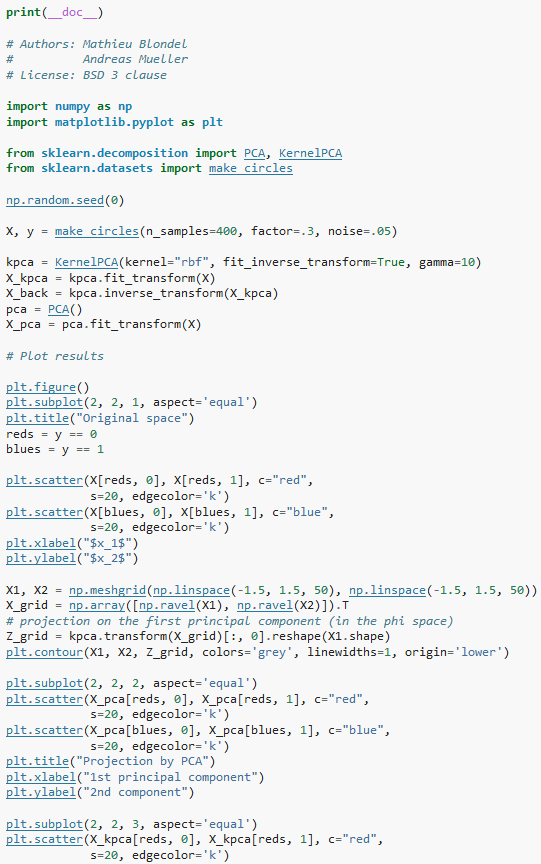 print(__doc__)

# Authors: Mathieu Blondel
#          Andreas Mueller
# License: BSD 3 clause

import numpy as np
import matplotlib.pyplot as plt

from sklearn.decomposition import PCA, KernelPCA
from sklearn.datasets import make_circles

np.random.seed(0)

X, y = make_circles(n_samples=400, factor=.3, noise=.05)

kpca = KernelPCA(kernel="rbf", fit_inverse_transform=True, gamma=10)
X_kpca = kpca.fit_transform(X)
X_back = kpca.inverse_transform(X_kpca)
pca = PCA()
X_pca = pca.fit_transform(X)

# Plot results

plt.figure()
plt.subplot(2, 2, 1, aspect='equal')
plt.title("Original space")
reds = y == 0
blues = y == 1

plt.scatter(X[reds, 0], X[reds, 1], c="red",
            s=20, edgecolor='k')
plt.scatter(X[blues, 0], X[blues, 1], c="blue",
            s=20, edgecolor='k')
plt.xlabel("$x_1$")
plt.ylabel("$x_2$")

X1, X2 = np.meshgrid(np.linspace(-1.5, 1.5, 50), np.linspace(-1.5, 1.5, 50))
X_grid = np.array([np.ravel(X1), np.ravel(X2)]).T
# projection on the first principal component (in the phi space)
Z_grid = kpca.transform(X_grid)[:, 0].reshape(X1.shape)
plt.contour(X1, X2, Z_grid, colors='grey', linewidths=1, origin='lower')

plt.subplot(2, 2, 2, aspect='equal')
plt.scatter(X_pca[reds, 0], X_pca[reds, 1], c="red",
            s=20, edgecolor='k')
plt.scatter(X_pca[blues, 0], X_pca[blues, 1], c="blue",
            s=20, edgecolor='k')
plt.title("Projection by PCA")
plt.xlabel("1st principal component")
plt.ylabel("2nd component")

plt.subplot(2, 2, 3, aspect='equal')
plt.scatter(X_kpca[reds, 0], X_kpca[reds, 1], c="red",
            s=20, edgecolor='k')